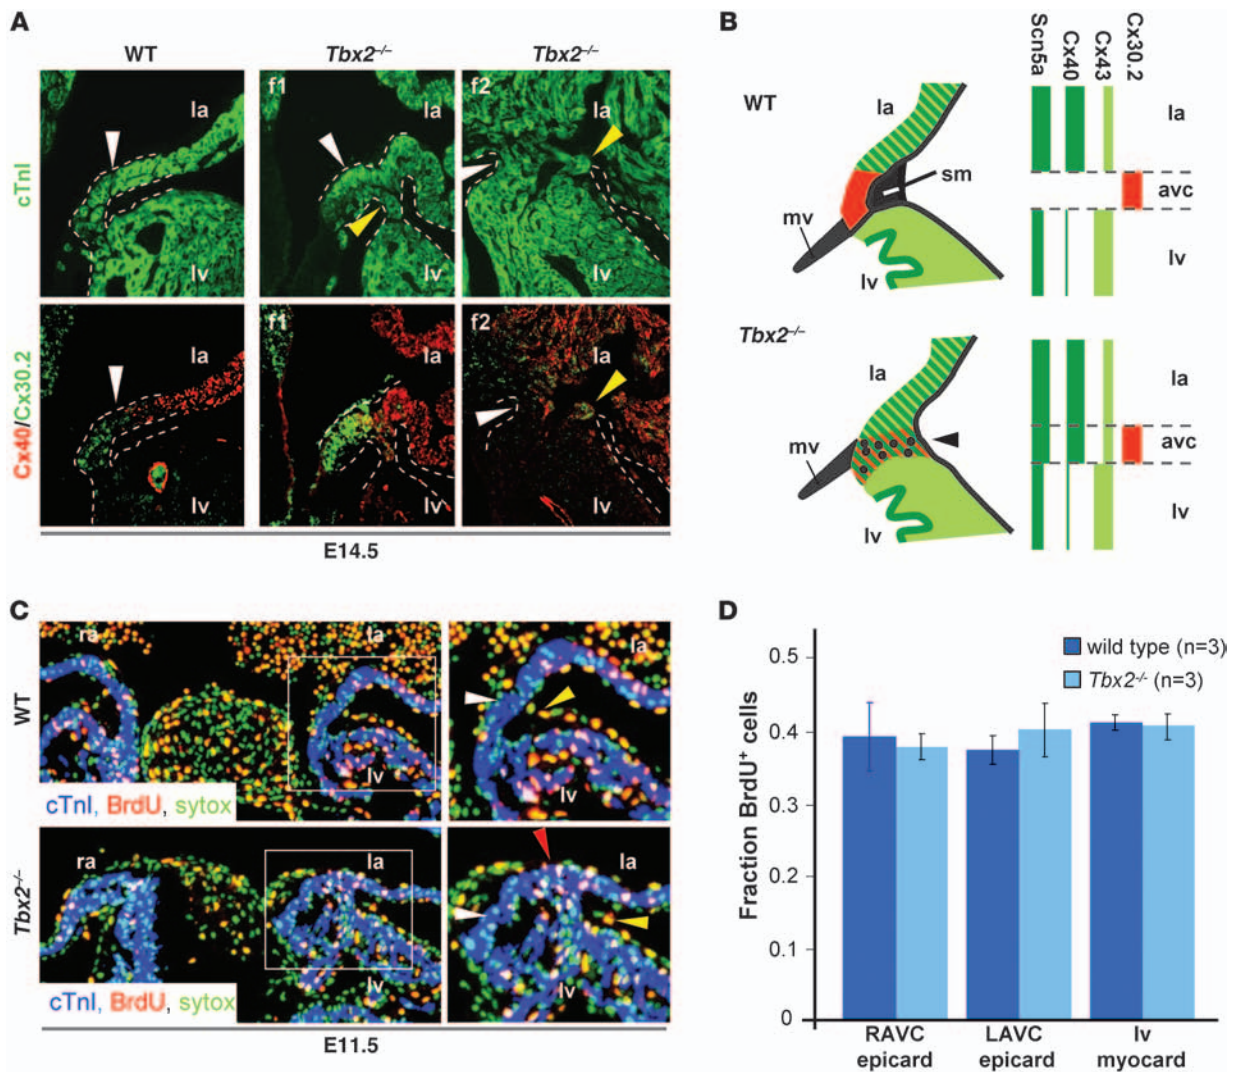 A
WT
Tbx2–/–
Tbx2–/–
cTnI
la
lv
f1
la
lv
f2
la
lv
Cx40/Cx30.2
la
lv
f1
la
lv
f2
la
lv
E14.5
B
Scn5a
Cx40
Cx43
Cx30.2
WT
la
sm
mv
lv
la
avc
lv
Tbx2–/–
la
mv
lv
la
avc
lv
C
WT
ra
la
lv
cTnI, BrdU, sytox
la
lv
Tbx2–/–
ra
la
lv
cTnI, BrdU, sytox
la
lv
E11.5
D
wild type (n=3)
Tbx2-/- (n=3)
Fraction BrdU+ cells
0.5
0.4
0.3
0.2
0.1
0
RAVC
epicard
LAVC
epicard
lv
myocard